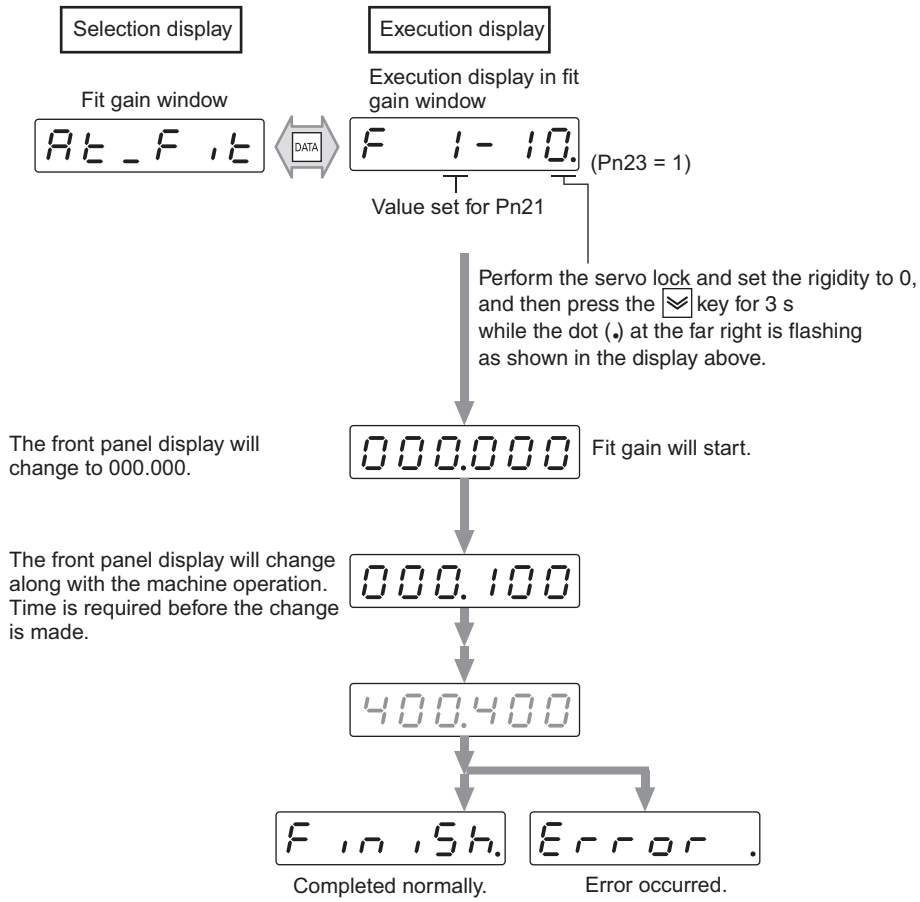 Selection display
Execution display
Fit gain window
Execution display in fit
gain window
At_Fit
DATA
F 1-10.
(Pn23 = 1)
Value set for Pn21
Perform the servo lock and set the rigidity to 0,
and then press the key for 3 s
while the dot (.) at the far right is flashing
as shown in the display above.
The front panel display will
change to 000.000.
000.000
Fit gain will start.
The front panel display will change
along with the machine operation.
Time is required before the change
is made.
000.100
400.400
FiniSh.
Error .
Completed normally.
Error occurred.